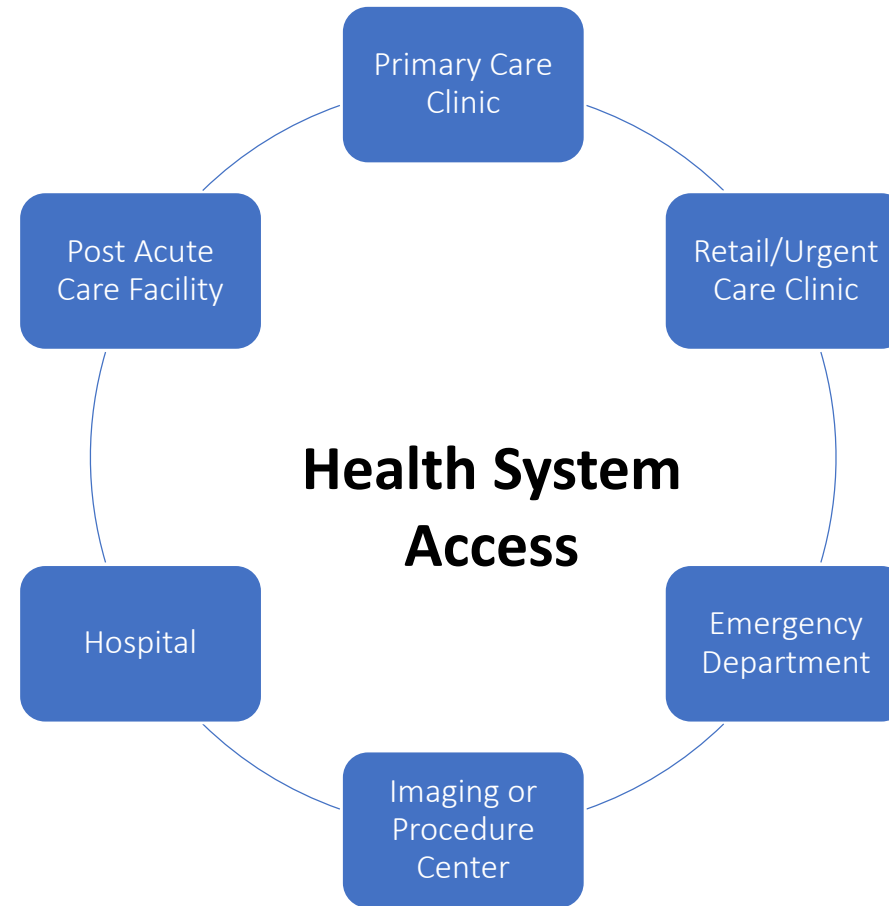 Primary Care
Clinic
Retail/Urgent
Care Clinic
Emergency
Department
Imaging or
Procedure
Center
Hospital
Post Acute
Care Facility
Health System
Access